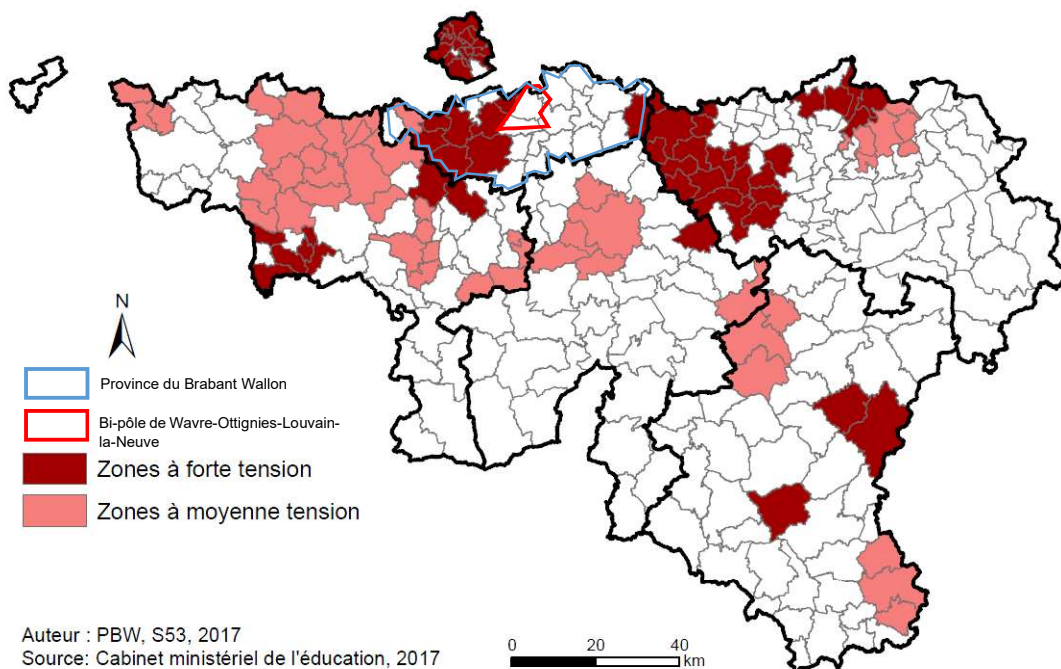 N
Province du Brabant Wallon
Bi-pôle de Wavre-Ottignies-Louvain-
la-Neuve
Zones à forte tension
Zones à moyenne tension
Auteur : PBW, S53, 2017
Source: Cabinet ministériel de l'éducation, 2017
0 20 40
km